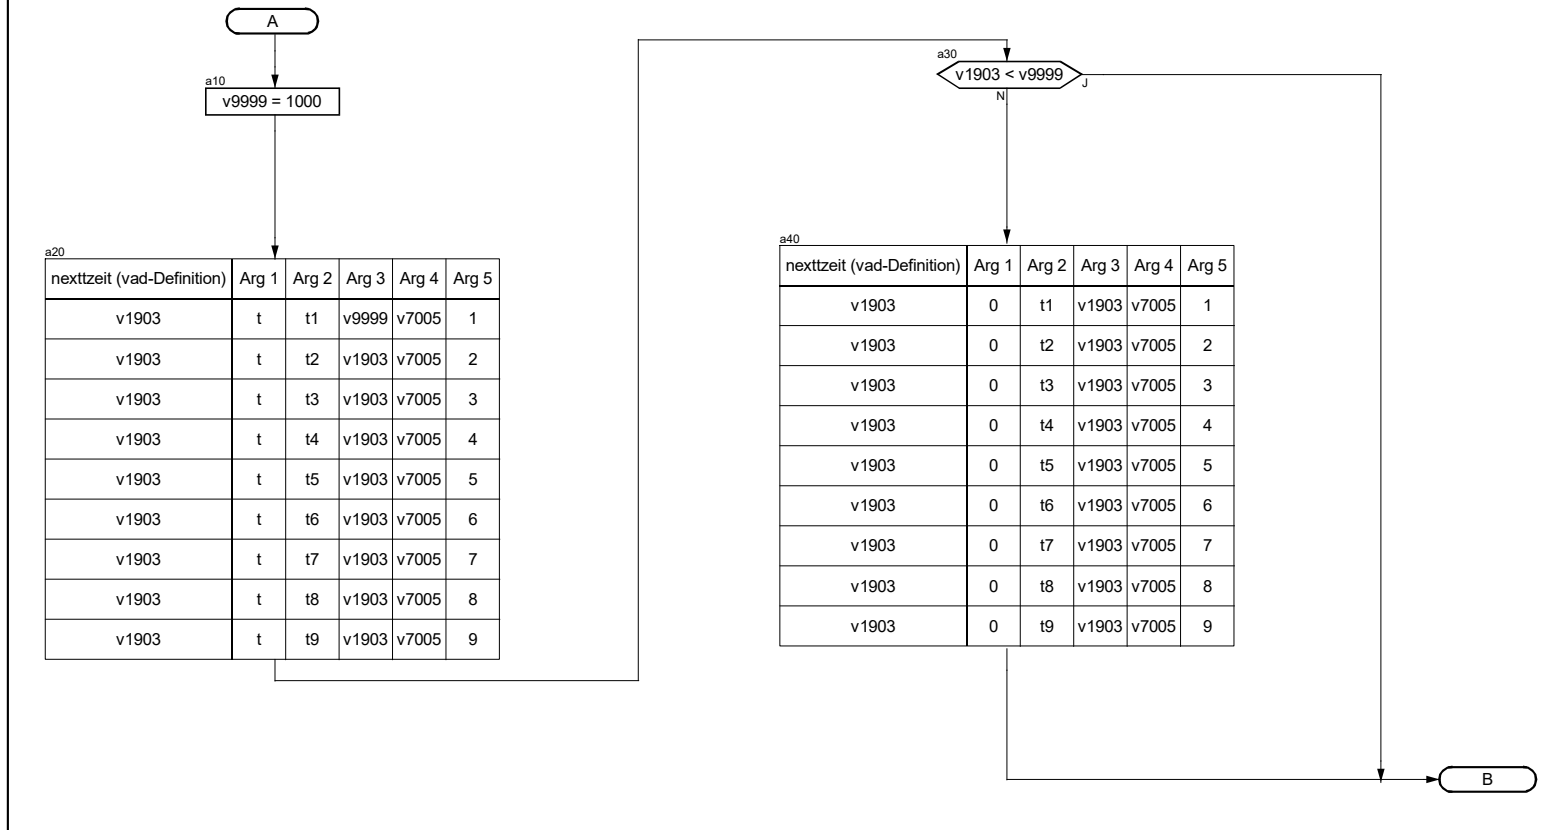 A
a10
v9999 = 1000
a20
nexttzeit (vad-Definition) Arg 1 Arg 2 Arg 3 Arg 4 Arg 5
v1903 t t1 v9999 v7005 1
v1903 t t2 v1903 v7005 2
v1903 t t3 v1903 v7005 3
v1903 t t4 v1903 v7005 4
v1903 t t5 v1903 v7005 5
v1903 t t6 v1903 v7005 6
v1903 t t7 v1903 v7005 7
v1903 t t8 v1903 v7005 8
v1903 t t9 v1903 v7005 9
a30
v1903 < v9999
J
N
a40
nexttzeit (vad-Definition) Arg 1 Arg 2 Arg 3 Arg 4 Arg 5
v1903 0 t1 v1903 v7005 1
v1903 0 t2 v1903 v7005 2
v1903 0 t3 v1903 v7005 3
v1903 0 t4 v1903 v7005 4
v1903 0 t5 v1903 v7005 5
v1903 0 t6 v1903 v7005 6
v1903 0 t7 v1903 v7005 7
v1903 0 t8 v1903 v7005 8
v1903 0 t9 v1903 v7005 9
B